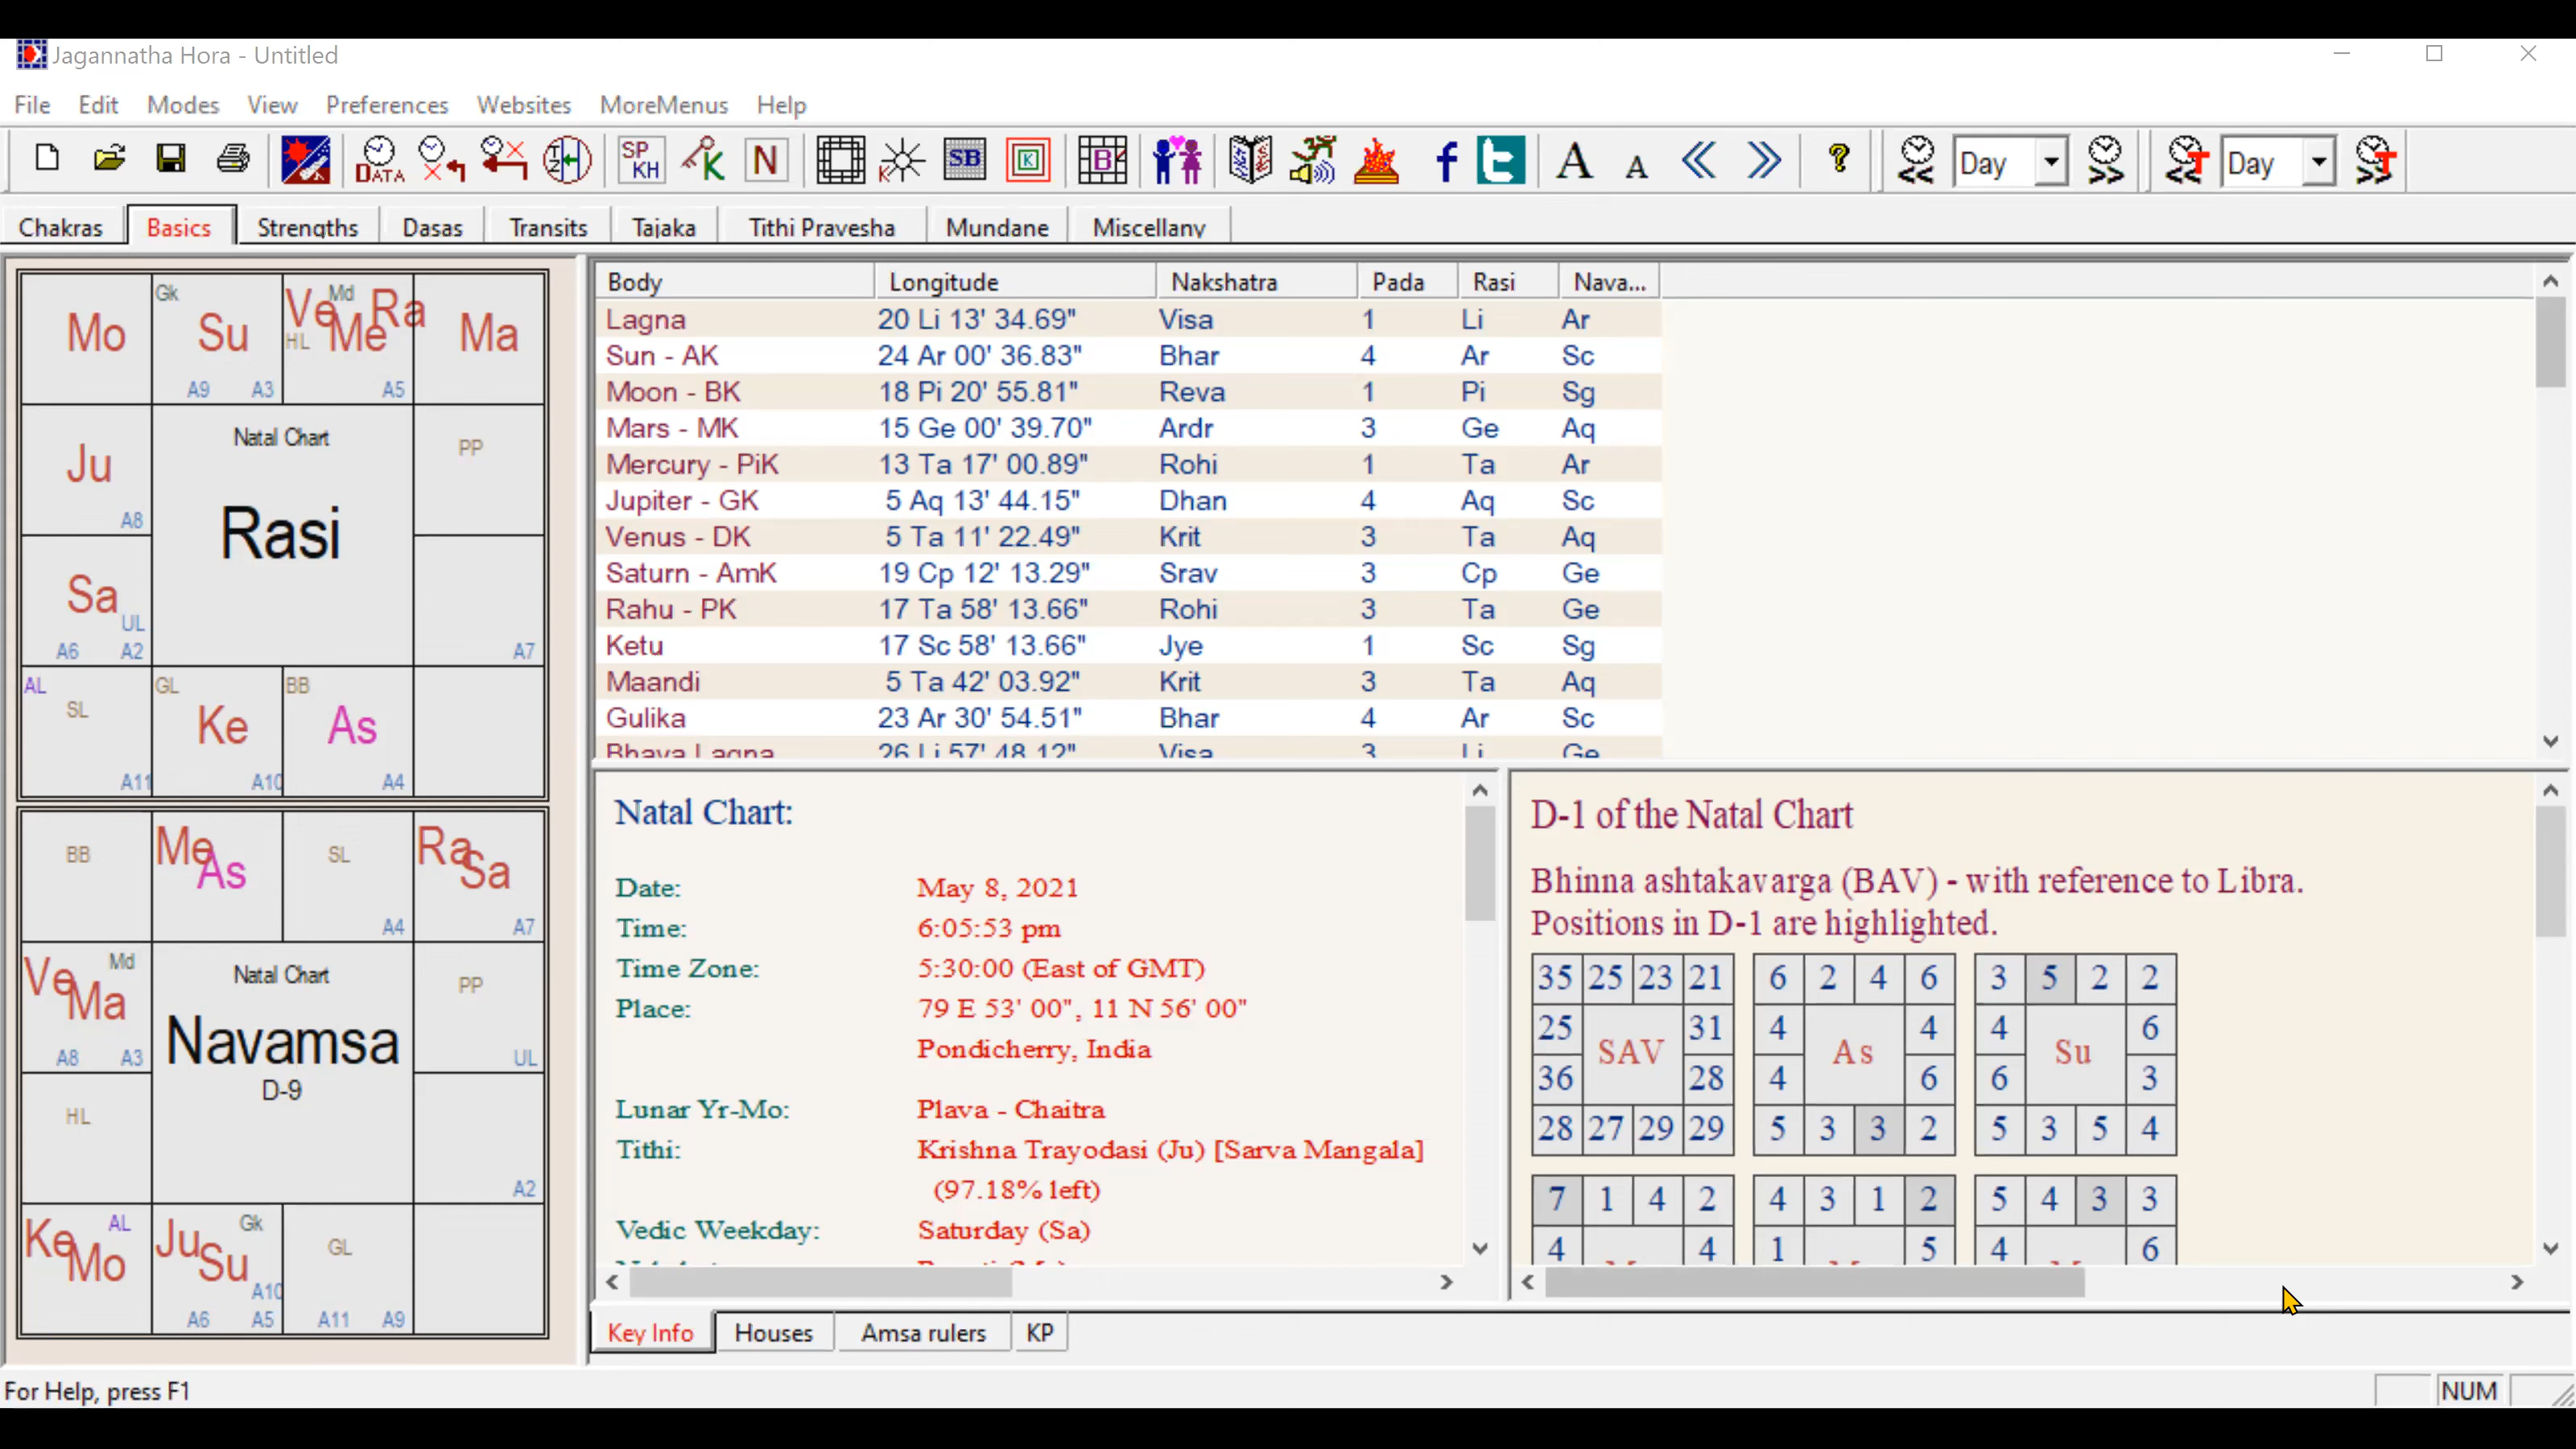 Jagannatha Hora - Untitled
File Edit Modes View Preferences Websites MoreMenus Help
DATA SP KH K N K SB K B f t A A ? Day Day
Chakras Basics Strengths Dasas Transits Tajaka Tithi Pravesha Mundane Miscellany
Mo Gk Su A9 A3 Ve Md Ra HL Me A5 Ma
Ju A8 Natal Chart PP
Rasi
Sa UL A6 A2 A7
AL SL A11 GL Ke A10 BB As A4
BB Me As SL A4 Ra Sa A7
Ve Md Ma A8 A3 Natal Chart PP UL
Navamsa
D-9
HL A2
Ke AL Mo Ju Gk Su A10 A6 A5 GL A11 A9
Body Longitude Nakshatra Pada Rasi Nava...
Lagna 20 Li 13' 34.69" Visa 1 Li Ar
Sun - AK 24 Ar 00' 36.83" Bhar 4 Ar Sc
Moon - BK 18 Pi 20' 55.81" Reva 1 Pi Sg
Mars - MK 15 Ge 00' 39.70" Ardr 3 Ge Aq
Mercury - PiK 13 Ta 17' 00.89" Rohi 1 Ta Ar
Jupiter - GK 5 Aq 13' 44.15" Dhan 4 Aq Sc
Venus - DK 5 Ta 11' 22.49" Krit 3 Ta Aq
Saturn - AmK 19 Cp 12' 13.29" Srav 3 Cp Ge
Rahu - PK 17 Ta 58' 13.66" Rohi 3 Ta Ge
Ketu 17 Sc 58' 13.66" Jye 1 Sc Sg
Maandi 5 Ta 42' 03.92" Krit 3 Ta Aq
Gulika 23 Ar 30' 54.51" Bhar 4 Ar Sc
Bhava Lagna 26 Li 57' 48.12" Visa 3 Li Ge
Natal Chart:
Date: May 8, 2021
Time: 6:05:53 pm
Time Zone: 5:30:00 (East of GMT)
Place: 79 E 53' 00", 11 N 56' 00"
Pondicherry, India
Lunar Yr-Mo: Plava - Chaitra
Tithi: Krishna Trayodasi (Ju) [Sarva Mangala]
(97.18% left)
Vedic Weekday: Saturday (Sa)
D-1 of the Natal Chart
Bhinna ashtakavarga (BAV) - with reference to Libra.
Positions in D-1 are highlighted.
35 25 23 21 6 2 4 6 3 5 2 2
25 31 4 4 4 6
SAV As Su
36 28 4 6 6 3
28 27 29 29 5 3 3 2 5 3 5 4
7 1 4 2 4 3 1 2 5 4 3 3
4 4 1 5 4 6
Key Info Houses Amsa rulers KP
For Help, press F1
NUM